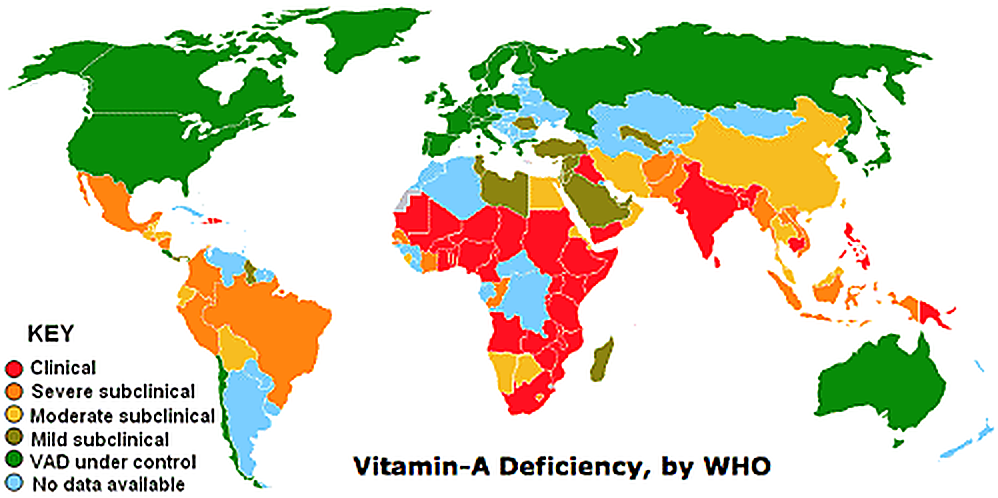 KEY
Clinical
Severe subclinical
Moderate subclinical
Mild subclinical
VAD under control
No data available
Vitamin-A Deficiency, by WHO